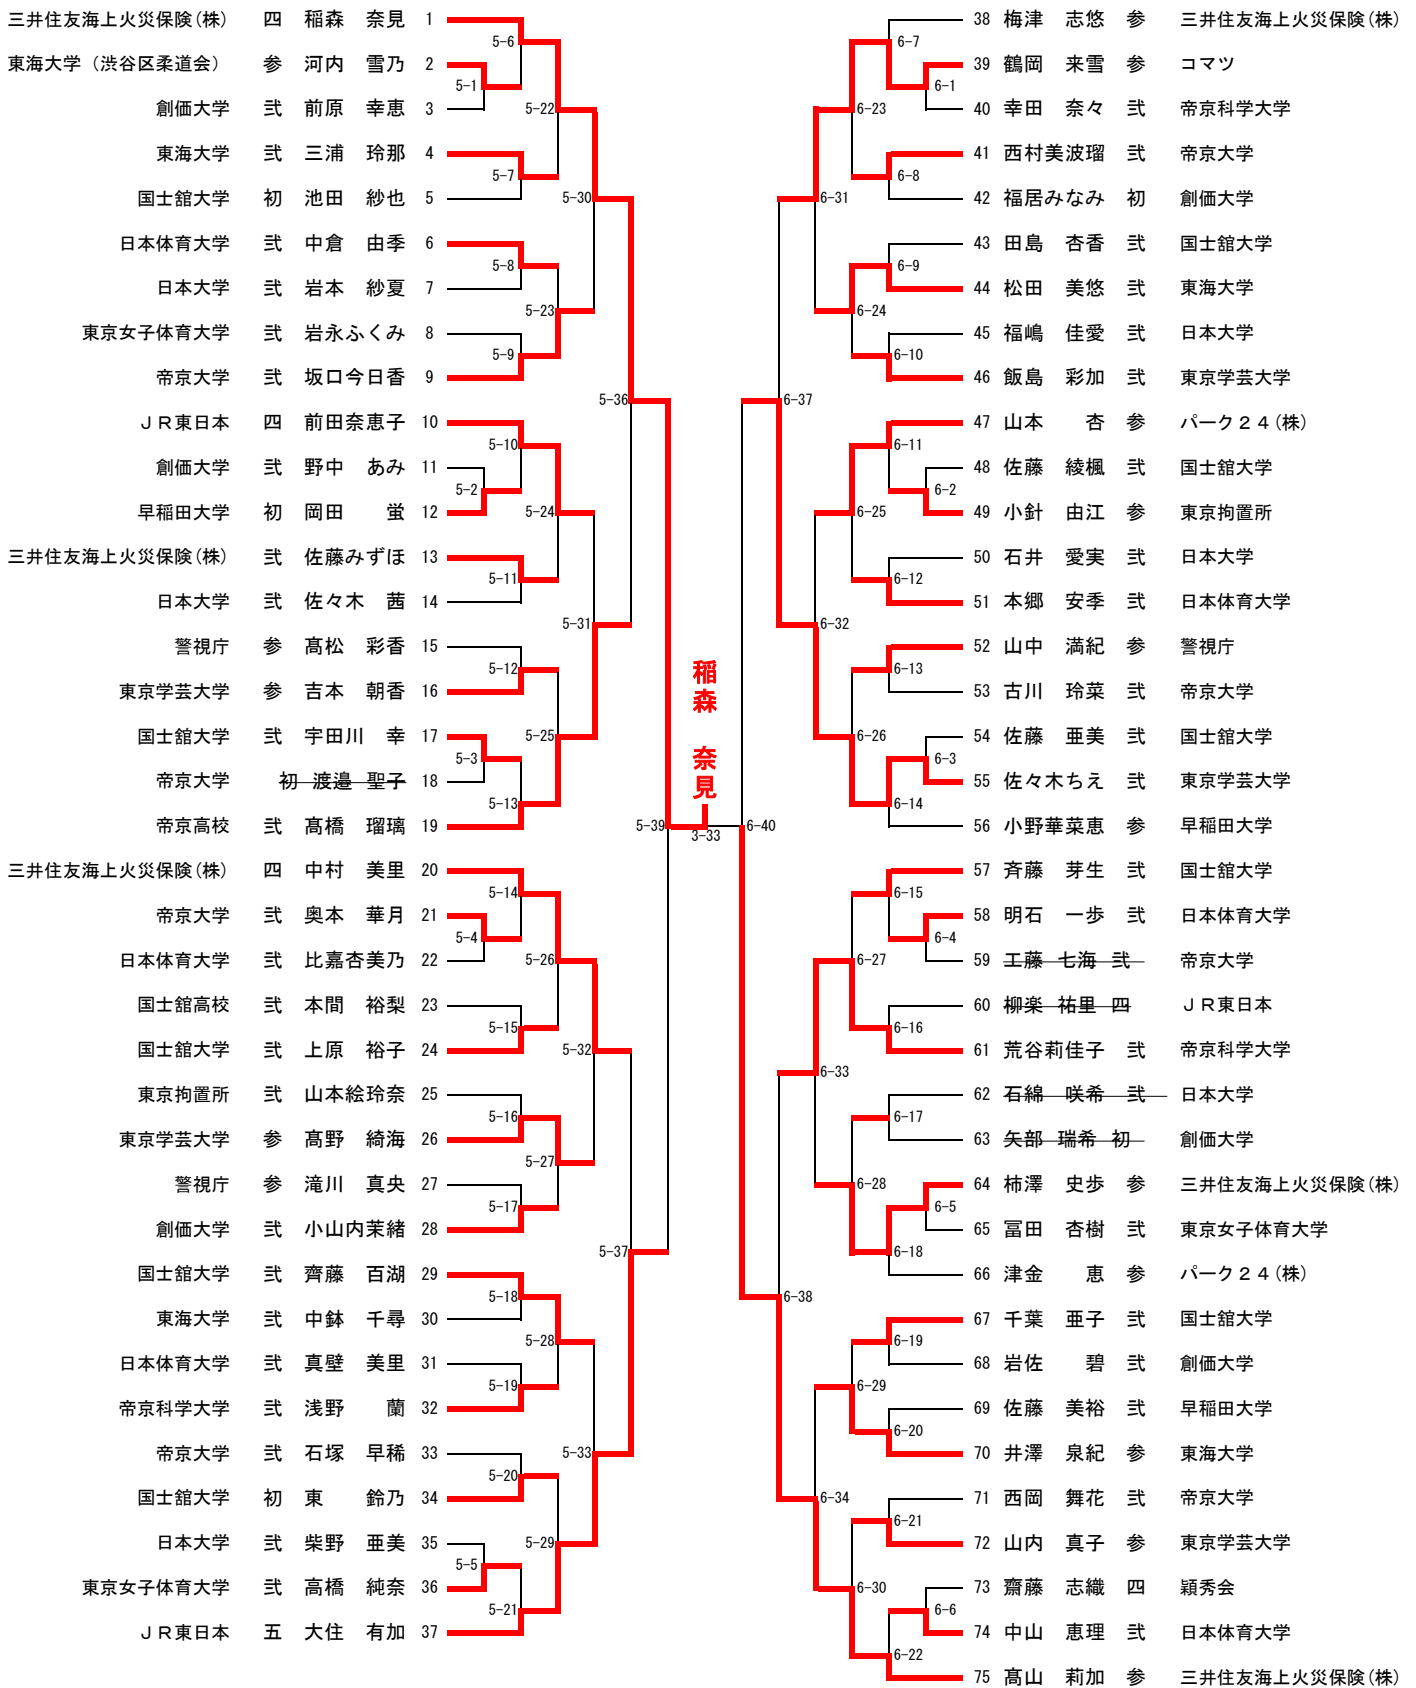 三井住友海上火災保険(株) 四 稲森 奈見 1
東海大学（渋谷区柔道会） 参 河内 雪乃 2
創価大学 弐 前原 幸恵 3
東海大学 弐 三浦 玲那 4
国士舘大学 初 池田 紗也 5
日本体育大学 弐 中倉 由季 6
日本大学 弐 岩本 紗夏 7
東京女子体育大学 弐 岩永ふくみ 8
帝京大学 弐 坂口今日香 9
ＪＲ東日本 四 前田奈恵子 10
創価大学 弐 野中 あみ 11
早稲田大学 初 岡田 蛍 12
三井住友海上火災保険(株) 弐 佐藤みずほ 13
日本大学 弐 佐々木 茜 14
警視庁 参 髙松 彩香 15
東京学芸大学 参 吉本 朝香 16
国士舘大学 弐 宇田川 幸 17
帝京大学 初 渡邉 聖子 18
帝京高校 弐 髙橋 瑠璃 19
三井住友海上火災保険(株) 四 中村 美里 20
帝京大学 弐 奥本 華月 21
日本体育大学 弐 比嘉杏美乃 22
国士舘高校 弐 本間 裕梨 23
国士舘大学 弐 上原 裕子 24
東京拘置所 弐 山本絵玲奈 25
東京学芸大学 参 髙野 綺海 26
警視庁 参 滝川 真央 27
創価大学 弐 小山内茉緒 28
国士舘大学 弐 齊藤 百湖 29
東海大学 弐 中鉢 千尋 30
日本体育大学 弐 真壁 美里 31
帝京科学大学 弐 浅野 蘭 32
帝京大学 弐 石塚 早稀 33
国士舘大学 初 東 鈴乃 34
日本大学 弐 柴野 亜美 35
東京女子体育大学 弐 高橋 純奈 36
ＪＲ東日本 五 大住 有加 37
5-1
5-2
5-3
5-4
5-5
5-6
5-7
5-8
5-9
5-10
5-11
5-12
5-13
5-14
5-15
5-16
5-17
5-18
5-19
5-20
5-21
5-22
5-23
5-24
5-25
5-26
5-27
5-28
5-29
5-30
5-31
5-32
5-33
5-36
5-37
5-39
稲森 奈見
3-33
6-40
6-37
6-38
6-31
6-32
6-33
6-34
6-23
6-24
6-25
6-26
6-27
6-28
6-29
6-30
6-7
6-8
6-9
6-10
6-11
6-12
6-13
6-14
6-15
6-16
6-17
6-18
6-19
6-20
6-21
6-22
6-1
6-2
6-3
6-4
6-5
6-6
38 梅津 志悠 参 三井住友海上火災保険(株)
39 鶴岡 来雪 参 コマツ
40 幸田 奈々 弐 帝京科学大学
41 西村美波瑠 弐 帝京大学
42 福居みなみ 初 創価大学
43 田島 杏香 弐 国士舘大学
44 松田 美悠 弐 東海大学
45 福嶋 佳愛 弐 日本大学
46 飯島 彩加 弐 東京学芸大学
47 山本 杏 参 パーク２４(株)
48 佐藤 綾楓 弐 国士舘大学
49 小針 由江 参 東京拘置所
50 石井 愛実 弐 日本大学
51 本郷 安季 弐 日本体育大学
52 山中 満紀 参 警視庁
53 古川 玲菜 弐 帝京大学
54 佐藤 亜美 弐 国士舘大学
55 佐々木ちえ 弐 東京学芸大学
56 小野華菜恵 参 早稲田大学
57 斉藤 芽生 弐 国士舘大学
58 明石 一歩 弐 日本体育大学
59 工藤 七海 弐 帝京大学
60 柳楽 祐里 四 ＪＲ東日本
61 荒谷莉佳子 弐 帝京科学大学
62 石綿 咲希 弐 日本大学
63 矢部 瑞希 初 創価大学
64 柿澤 史歩 参 三井住友海上火災保険(株)
65 冨田 杏樹 弐 東京女子体育大学
66 津金 恵 参 パーク２４(株)
67 千葉 亜子 弐 国士舘大学
68 岩佐 碧 弐 創価大学
69 佐藤 美裕 弐 早稲田大学
70 井澤 泉紀 参 東海大学
71 西岡 舞花 弐 帝京大学
72 山内 真子 参 東京学芸大学
73 齋藤 志織 四 穎秀会
74 中山 恵理 弐 日本体育大学
75 髙山 莉加 参 三井住友海上火災保険(株)